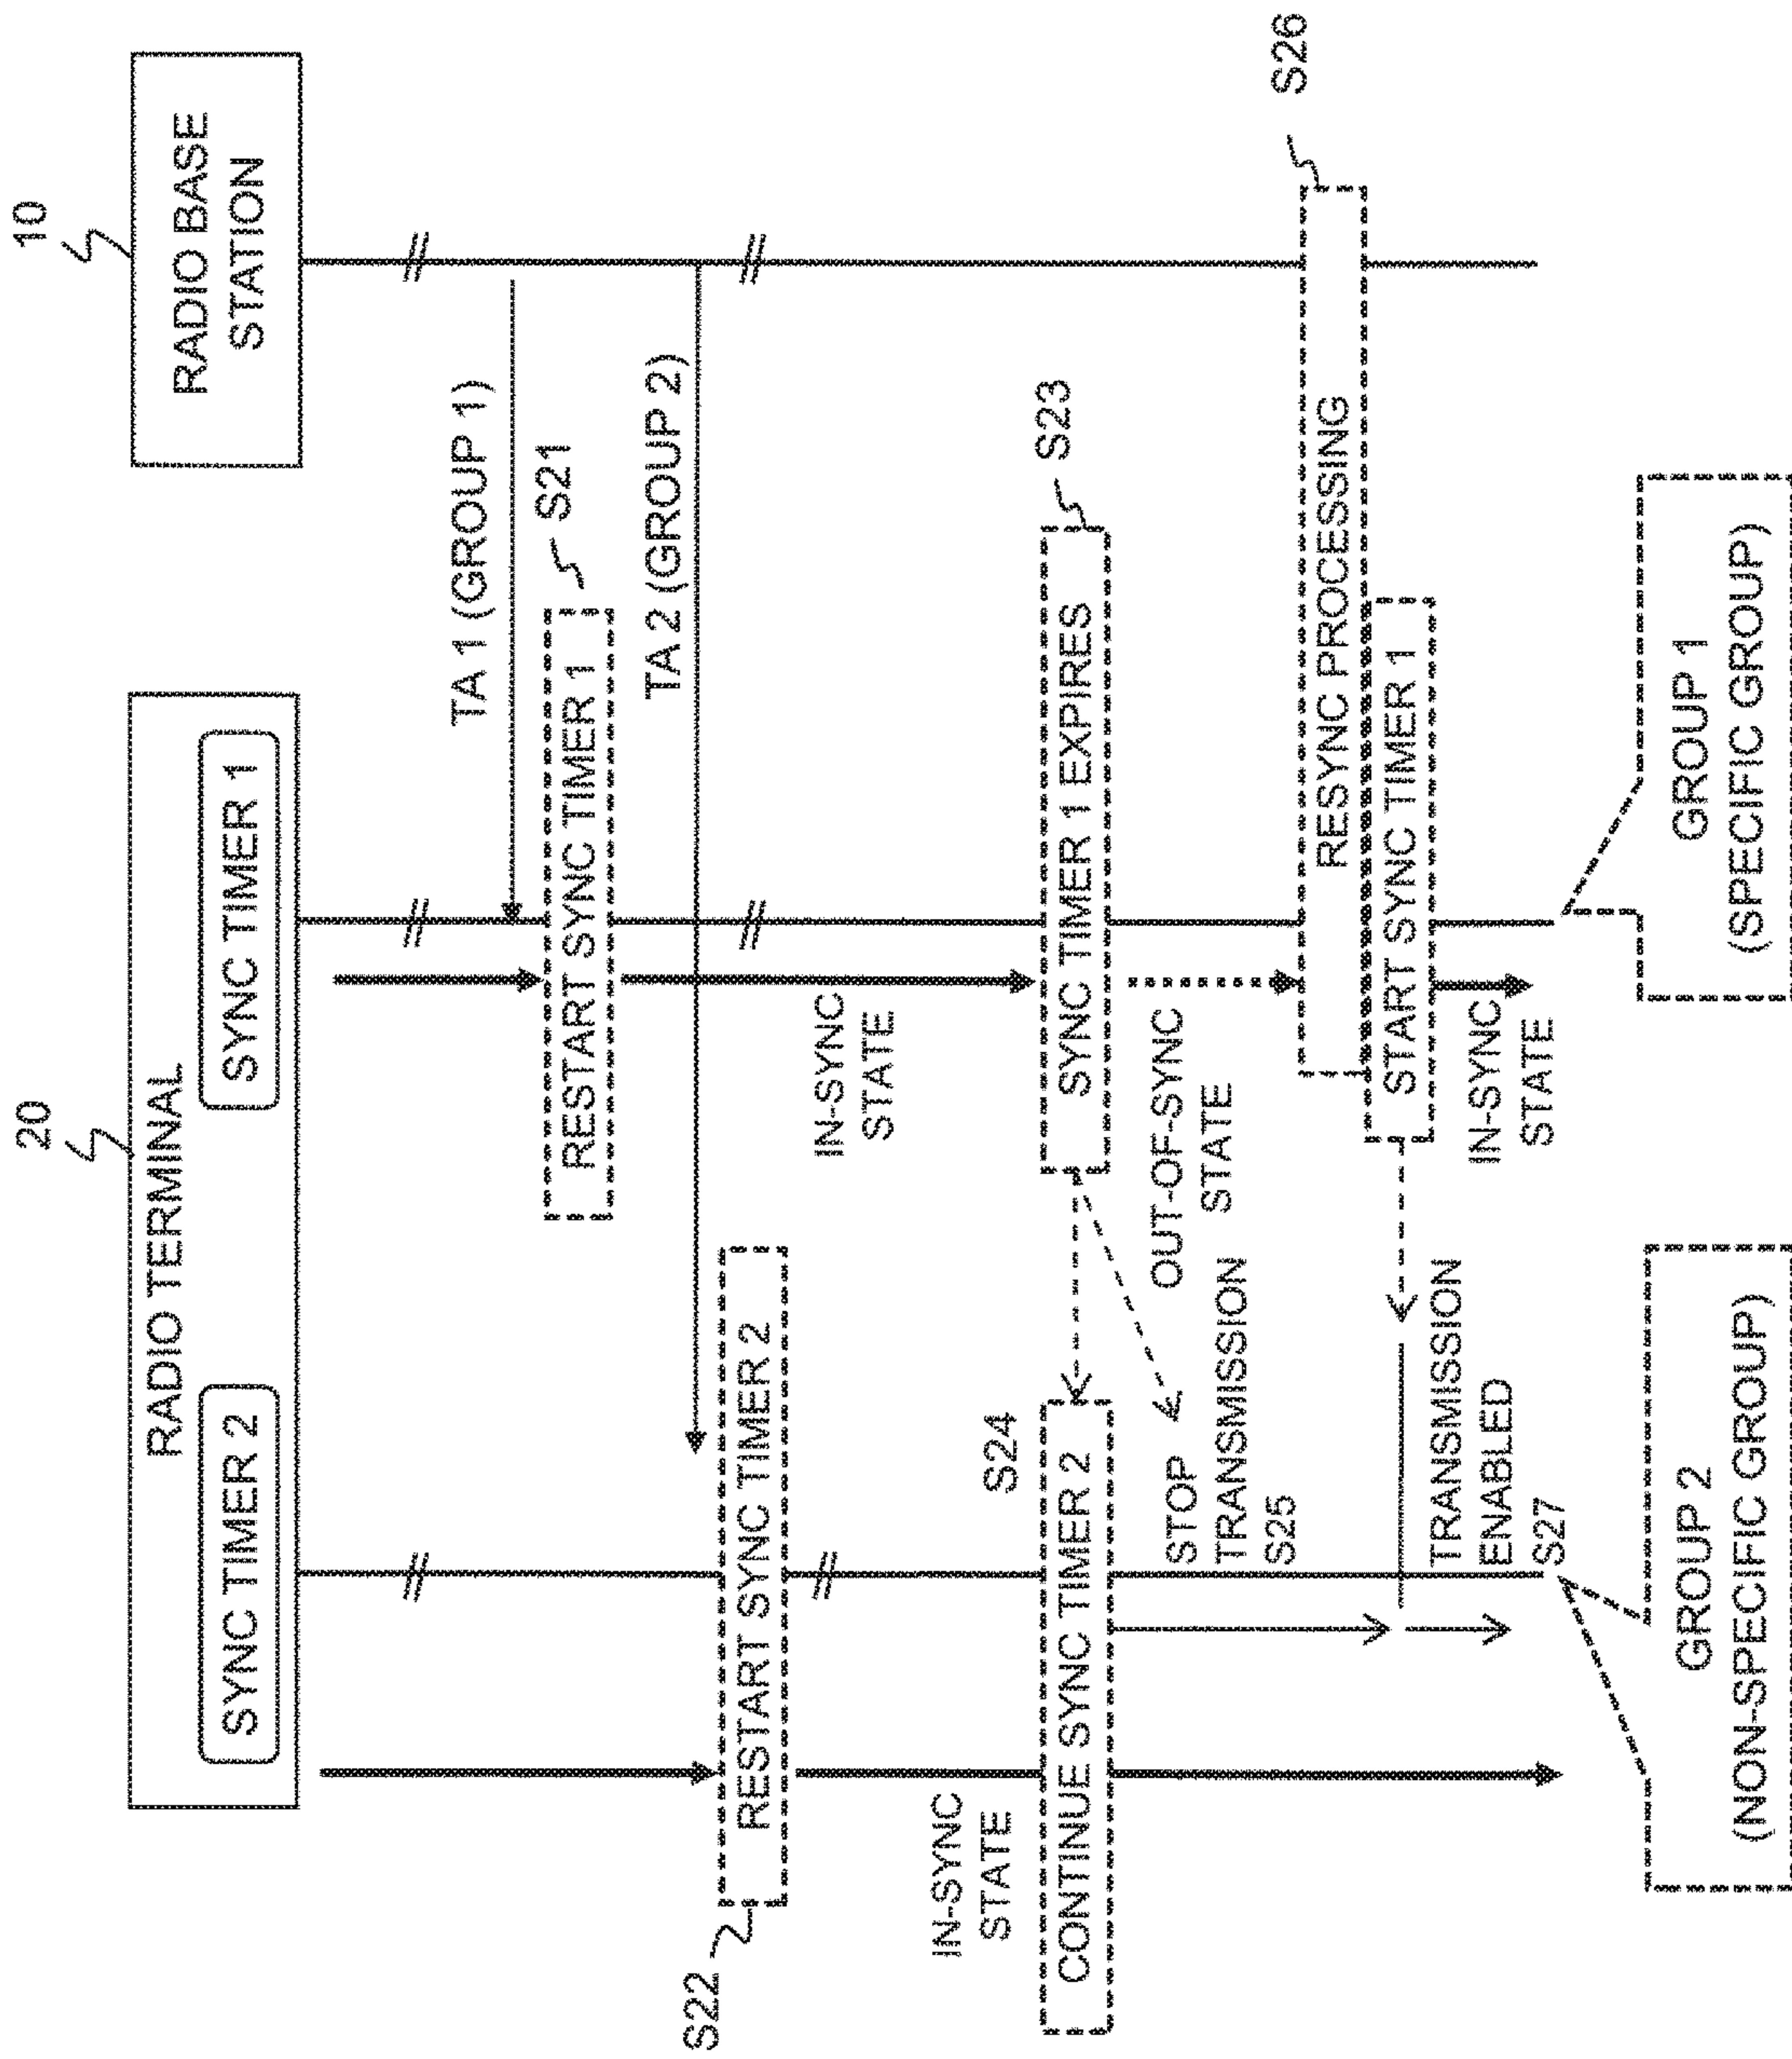 10
RADIO BASE
STATION
20
RADIO TERMINAL
SYNC TIMER 2
SYNC TIMER 1
TA 1 (GROUP 1)
S21
RESTART SYNC TIMER 1
TA 2 (GROUP 2)
S22
RESTART SYNC TIMER 2
IN-SYNC
STATE
IN-SYNC
STATE
S23
SYNC TIMER 1 EXPIRES
S24
CONTINUE SYNC TIMER 2
STOP
TRANSMISSION
S25
OUT-OF-SYNC
STATE
S26
RESYNC PROCESSING
START SYNC TIMER 1
TRANSMISSION
ENABLED
S27
IN-SYNC
STATE
GROUP 2
(NON-SPECIFIC GROUP)
GROUP 1
(SPECIFIC GROUP)